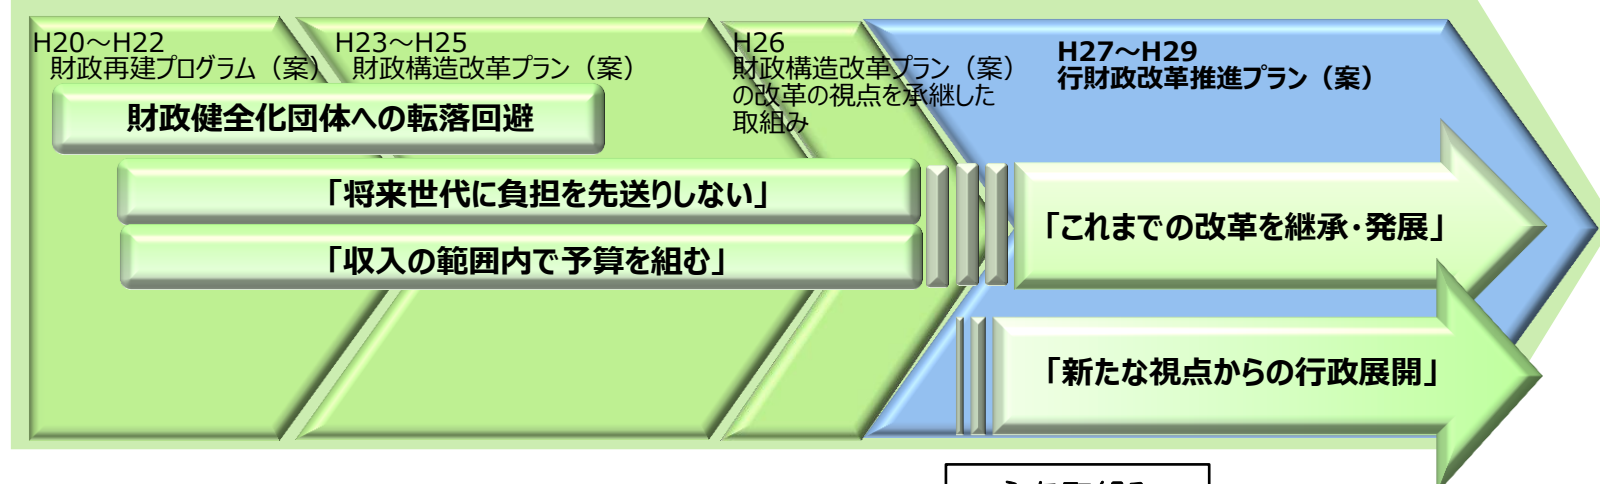 H20～H22
財政再建プログラム（案）
H23～H25
財政構造改革プラン（案）
H26
財政構造改革プラン（案）
の改革の視点を承継した
取組み
H27～H29
行財政改革推進プラン（案）
財政健全化団体への転落回避
「将来世代に負担を先送りしない」
「収入の範囲内で予算を組む」
「これまでの改革を継承・発展」
「新たな視点からの行政展開」